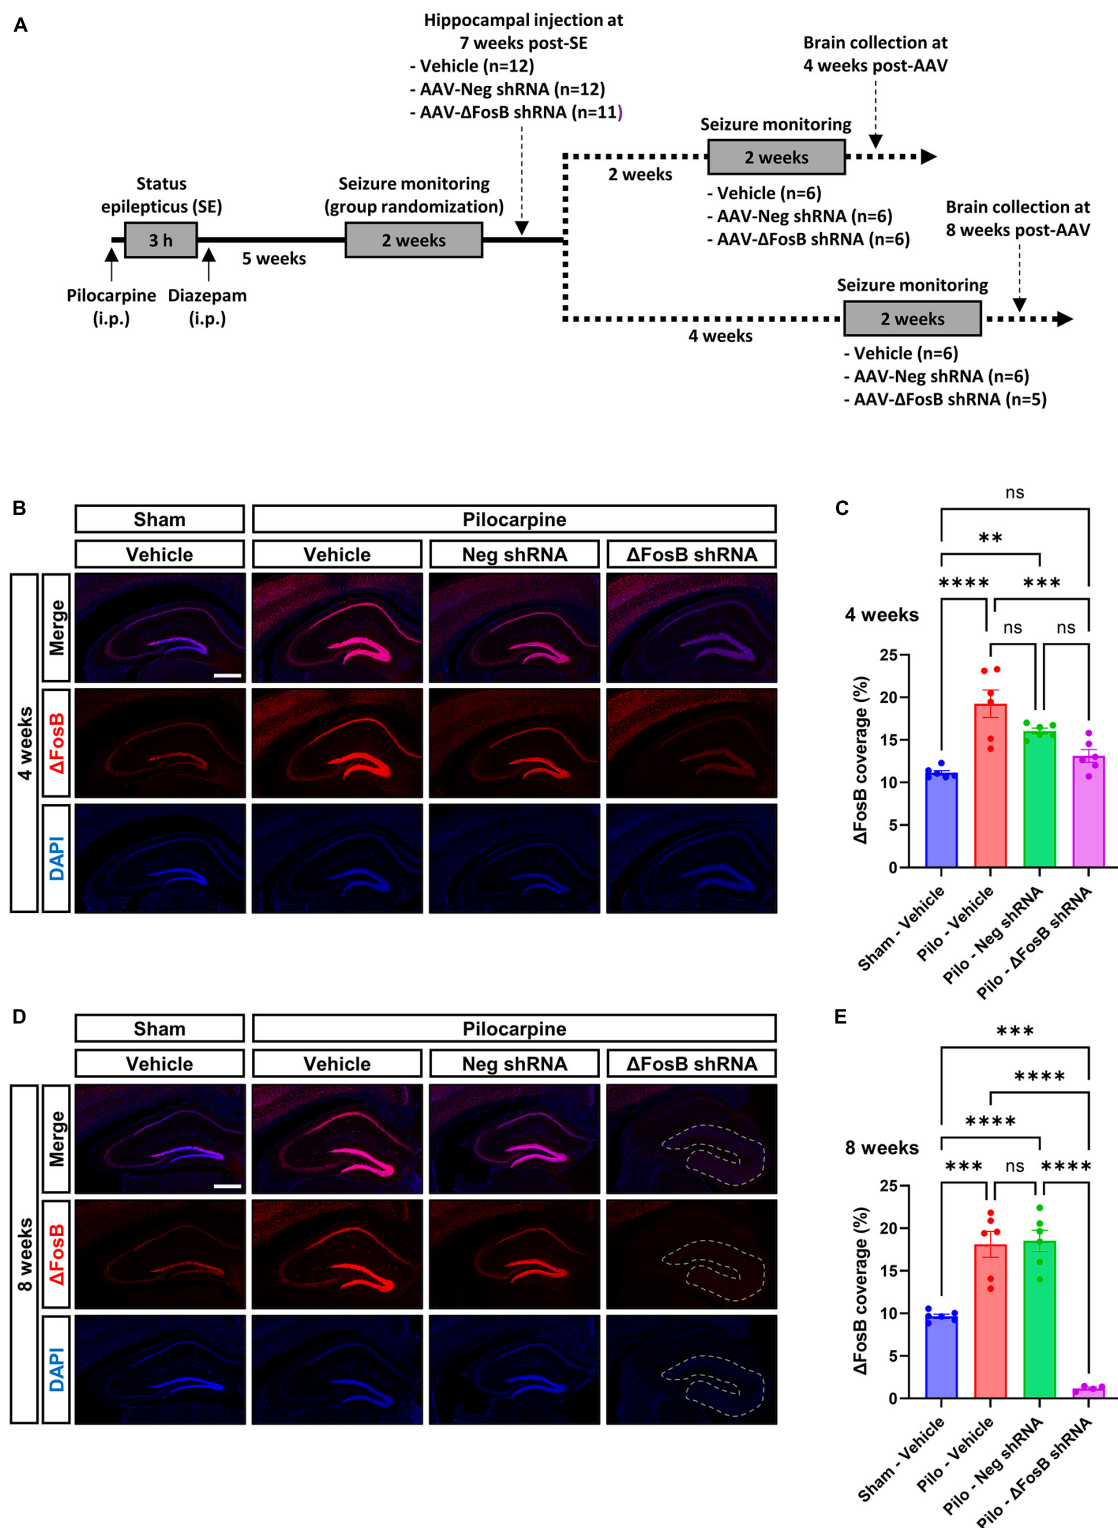 A
Hippocampal injection at
7 weeks post-SE
- Vehicle (n=12)
- AAV-Neg shRNA (n=12)
- AAV-ΔFosB shRNA (n=11)
Brain collection at
4 weeks post-AAV
Seizure monitoring
2 weeks
2 weeks
- Vehicle (n=6)
- AAV-Neg shRNA (n=6)
- AAV-ΔFosB shRNA (n=6)
Status
epilepticus (SE)
3 h
Seizure monitoring
(group randomization)
2 weeks
5 weeks
Pilocarpine
(i.p.)
Diazepam
(i.p.)
Brain collection at
8 weeks post-AAV
Seizure monitoring
2 weeks
4 weeks
- Vehicle (n=6)
- AAV-Neg shRNA (n=6)
- AAV-ΔFosB shRNA (n=5)
B
Sham
Pilocarpine
Vehicle
Vehicle
Neg shRNA
ΔFosB shRNA
4 weeks
Merge
ΔFosB
DAPI
C
ns
**
****
***
4 weeks
ns
ns
ΔFosB coverage (%)
25
20
15
10
5
0
Sham - Vehicle
Pilo - Vehicle
Pilo - Neg shRNA
Pilo - ΔFosB shRNA
D
Sham
Pilocarpine
Vehicle
Vehicle
Neg shRNA
ΔFosB shRNA
8 weeks
Merge
ΔFosB
DAPI
E
***
****
****
8 weeks
***
ns
****
ΔFosB coverage (%)
25
20
15
10
5
0
Sham - Vehicle
Pilo - Vehicle
Pilo - Neg shRNA
Pilo - ΔFosB shRNA